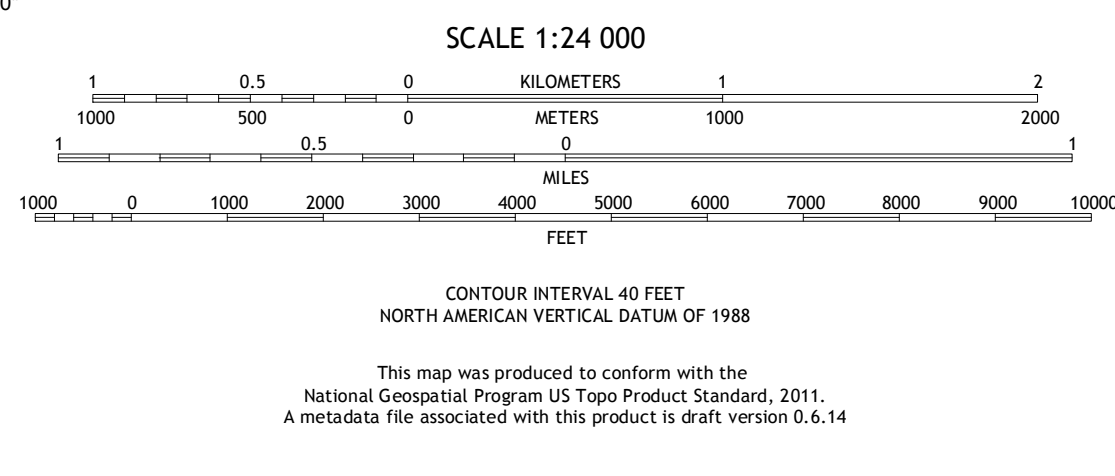 0"
SCALE 1:24 000
1 0.5 0 KILOMETERS 1 2
1000 500 0 METERS 1000 2000
1 0.5 0 1
MILES
1000 0 1000 2000 3000 4000 5000 6000 7000 8000 9000 10000
FEET
CONTOUR INTERVAL 40 FEET
NORTH AMERICAN VERTICAL DATUM OF 1988
This map was produced to conform with the
National Geospatial Program US Topo Product Standard, 2011.
A metadata file associated with this product is draft version 0.6.14